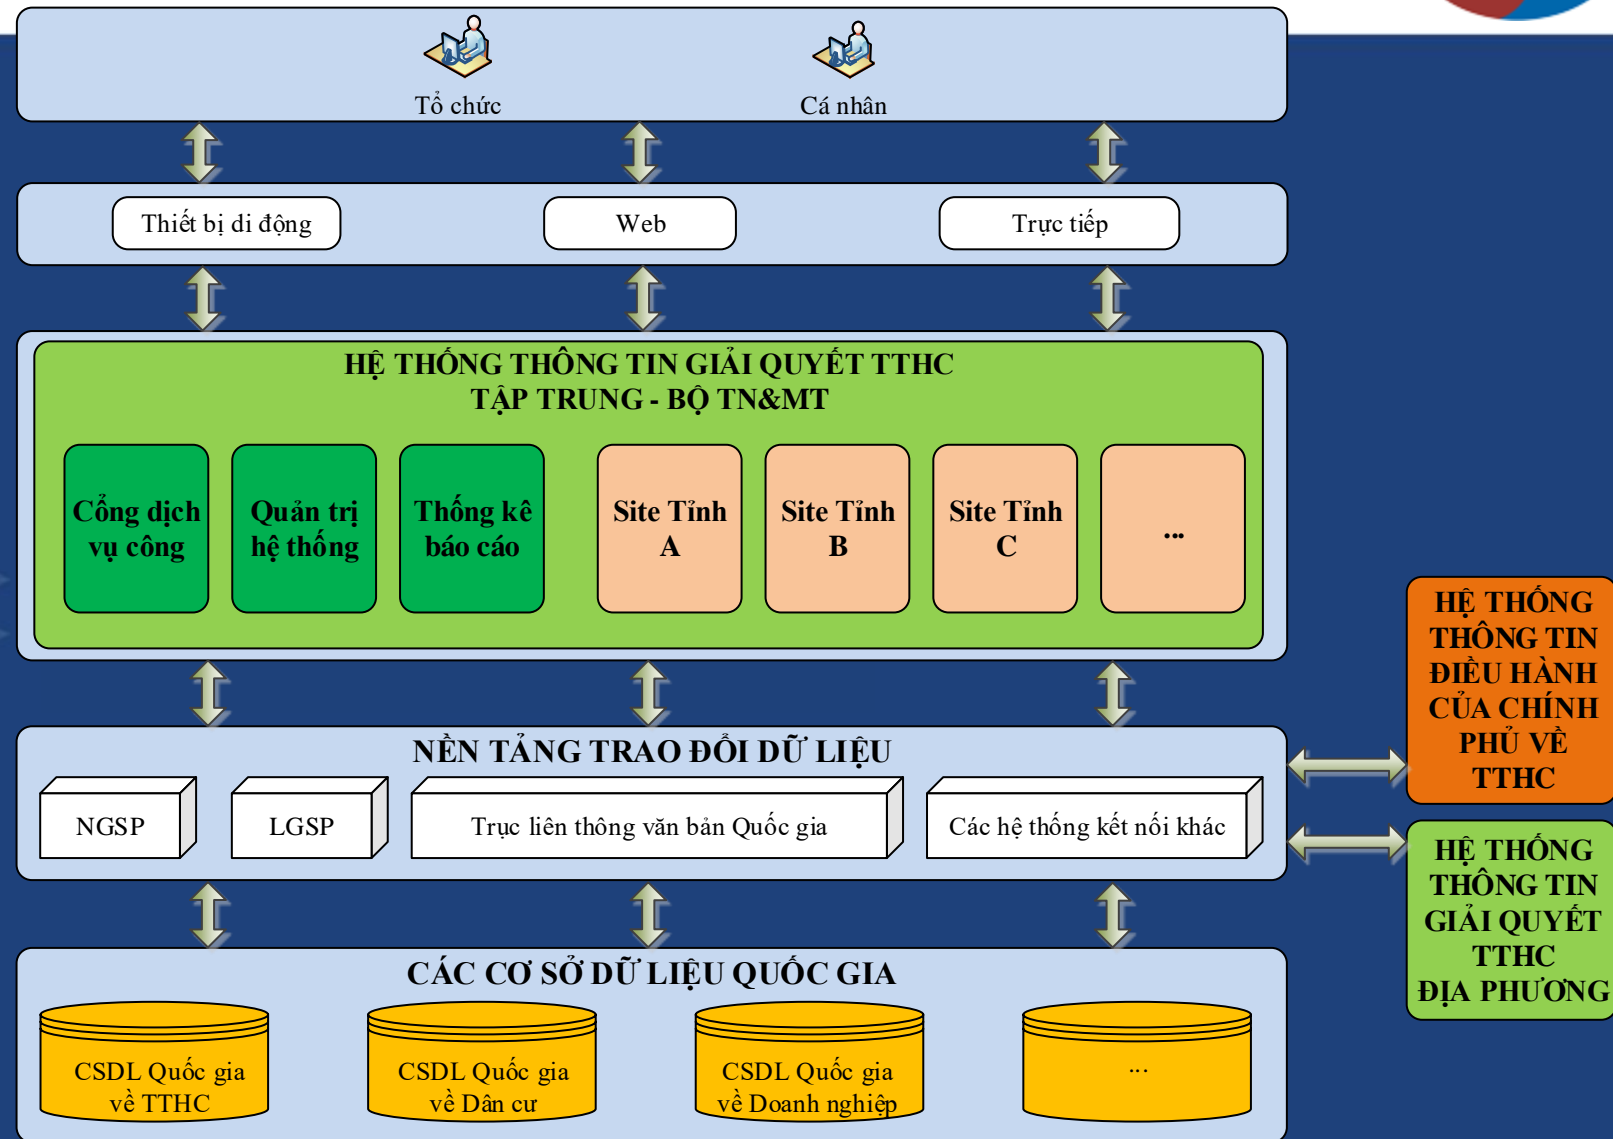 Tổ chức
Cá nhân
Thiết bị di động
Web
Trực tiếp
HỆ THỐNG THÔNG TIN GIẢI QUYẾT TTHC
TẬP TRUNG - BỘ TN&MT
Cổng dịch
vụ công
Quản trị
hệ thống
Thống kê
báo cáo
Site Tỉnh
A
Site Tỉnh
B
Site Tỉnh
C
...
NỀN TẢNG TRAO ĐỔI DỮ LIỆU
NGSP
LGSP
Trục liên thông văn bản Quốc gia
Các hệ thống kết nối khác
HỆ THỐNG
THÔNG TIN
ĐIỀU HÀNH
CỦA CHÍNH
PHỦ VỀ
TTHC
HỆ THỐNG
THÔNG TIN
GIẢI QUYẾT
TTHC
ĐỊA PHƯƠNG
CÁC CƠ SỞ DỮ LIỆU QUỐC GIA
CSDL Quốc gia
về TTHC
CSDL Quốc gia
về Dân cư
CSDL Quốc gia
về Doanh nghiệp
...